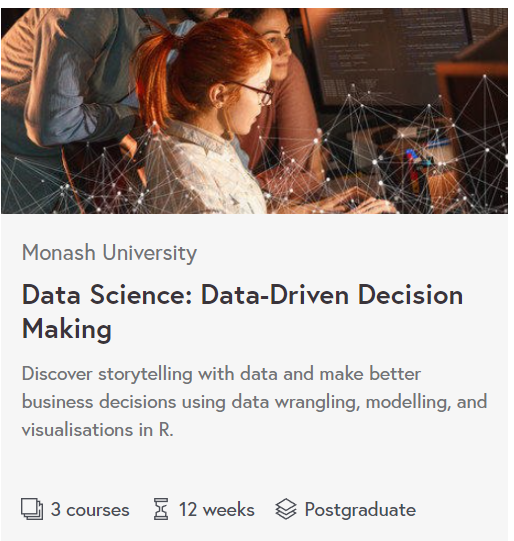 Monash University
Data Science: Data-Driven Decision
Making
Discover storytelling with data and make better
business decisions using data wrangling, modelling, and
visualisations in R.
3 courses 12 weeks Postgraduate